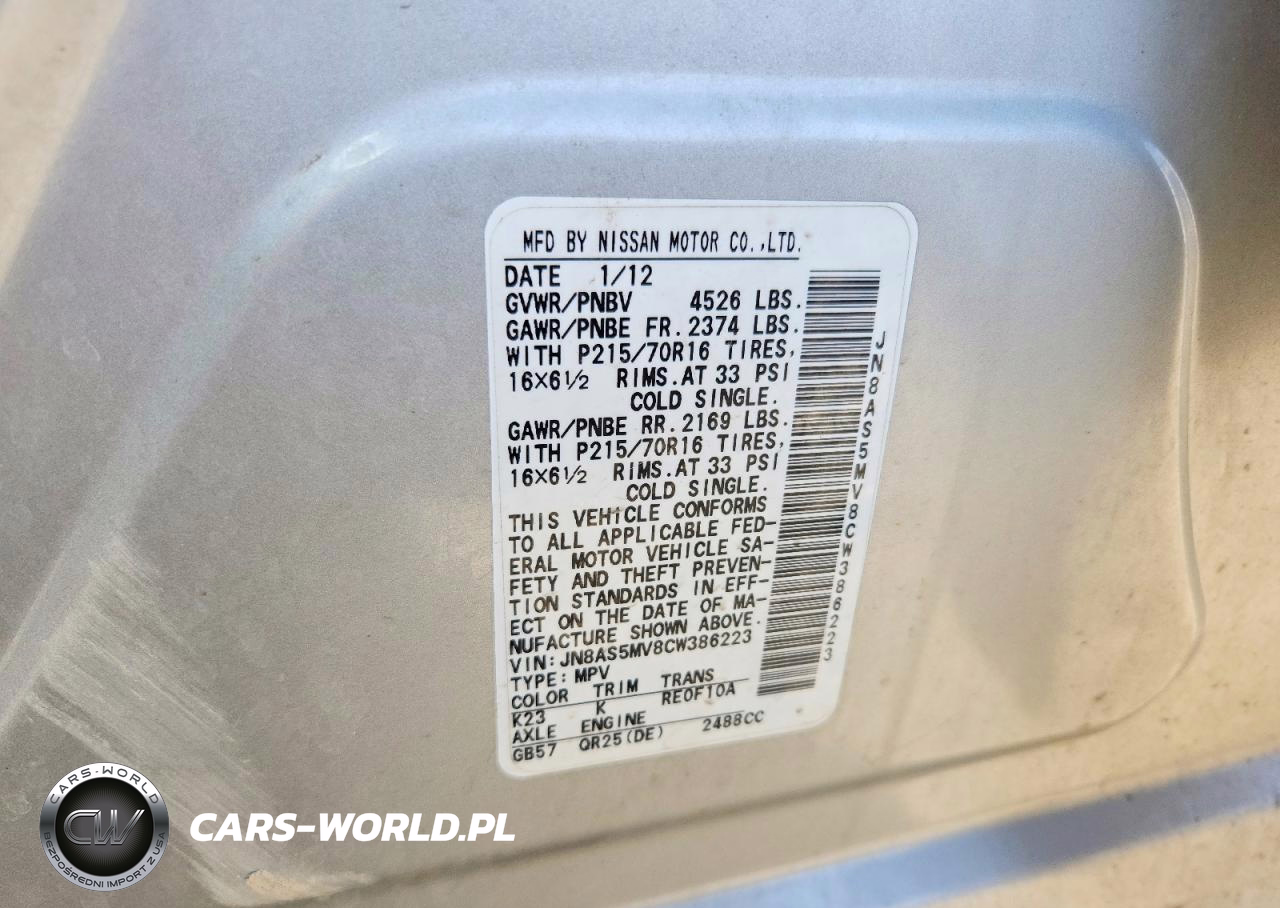 MFD BY NISSAN MOTOR CO.,LTD.
DATE 1/12
GVWR/PNBV 4526 LBS.
GAWR/PNBE FR. 2374 LBS.
WITH P215/70R16 TIRES,
16X6½ RIMS. AT 33 PSI
COLD SINGLE.
GAWR/PNBE RR. 2169 LBS.
WITH P215/70R16 TIRES,
16X6½ RIMS. AT 33 PSI
COLD SINGLE.
THIS VEHICLE CONFORMS
TO ALL APPLICABLE FED-
ERAL MOTOR VEHICLE SA-
FETY AND THEFT PREVEN-
TION STANDARDS IN EFF-
ECT ON THE DATE OF MA-
NUFACTURE SHOWN ABOVE.
VIN: JN8AS5MV8CW386223
TYPE: MPV
COLOR TRIM TRANS
K23 K RE0F10A
AXLE ENGINE
GB57 QR25(DE) 2488CC
JN8AS5MV8CW386223
CARS-WORLD
CW
BEZPOŚREDNI IMPORT Z USA
CARS-WORLD.PL